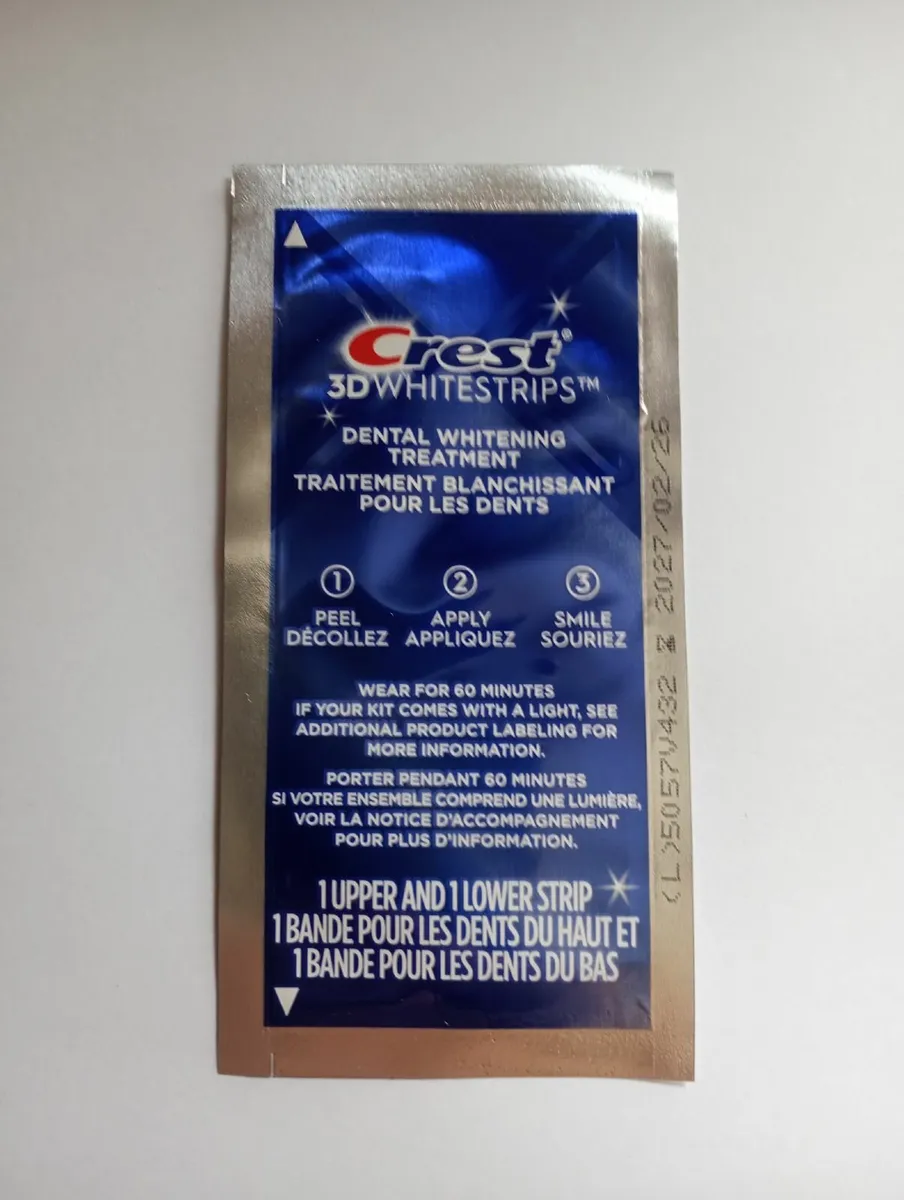 Crest®
3DWHITESTRIPS™
DENTAL WHITENING
TREATMENT
TRAITEMENT BLANCHISSANT
POUR LES DENTS
1 2 3
PEEL APPLY SMILE
DÉCOLLEZ APPLIQUEZ SOURIEZ
WEAR FOR 60 MINUTES
IF YOUR KIT COMES WITH A LIGHT, SEE
ADDITIONAL PRODUCT LABELING FOR
MORE INFORMATION.
PORTER PENDANT 60 MINUTES
SI VOTRE ENSEMBLE COMPREND UNE LUMIÈRE,
VOIR LA NOTICE D'ACCOMPAGNEMENT
POUR PLUS D'INFORMATION.
1 UPPER AND 1 LOWER STRIP
1 BANDE POUR LES DENTS DU HAUT ET
1 BANDE POUR LES DENTS DU BAS
(L)5057V432 2027/02/26